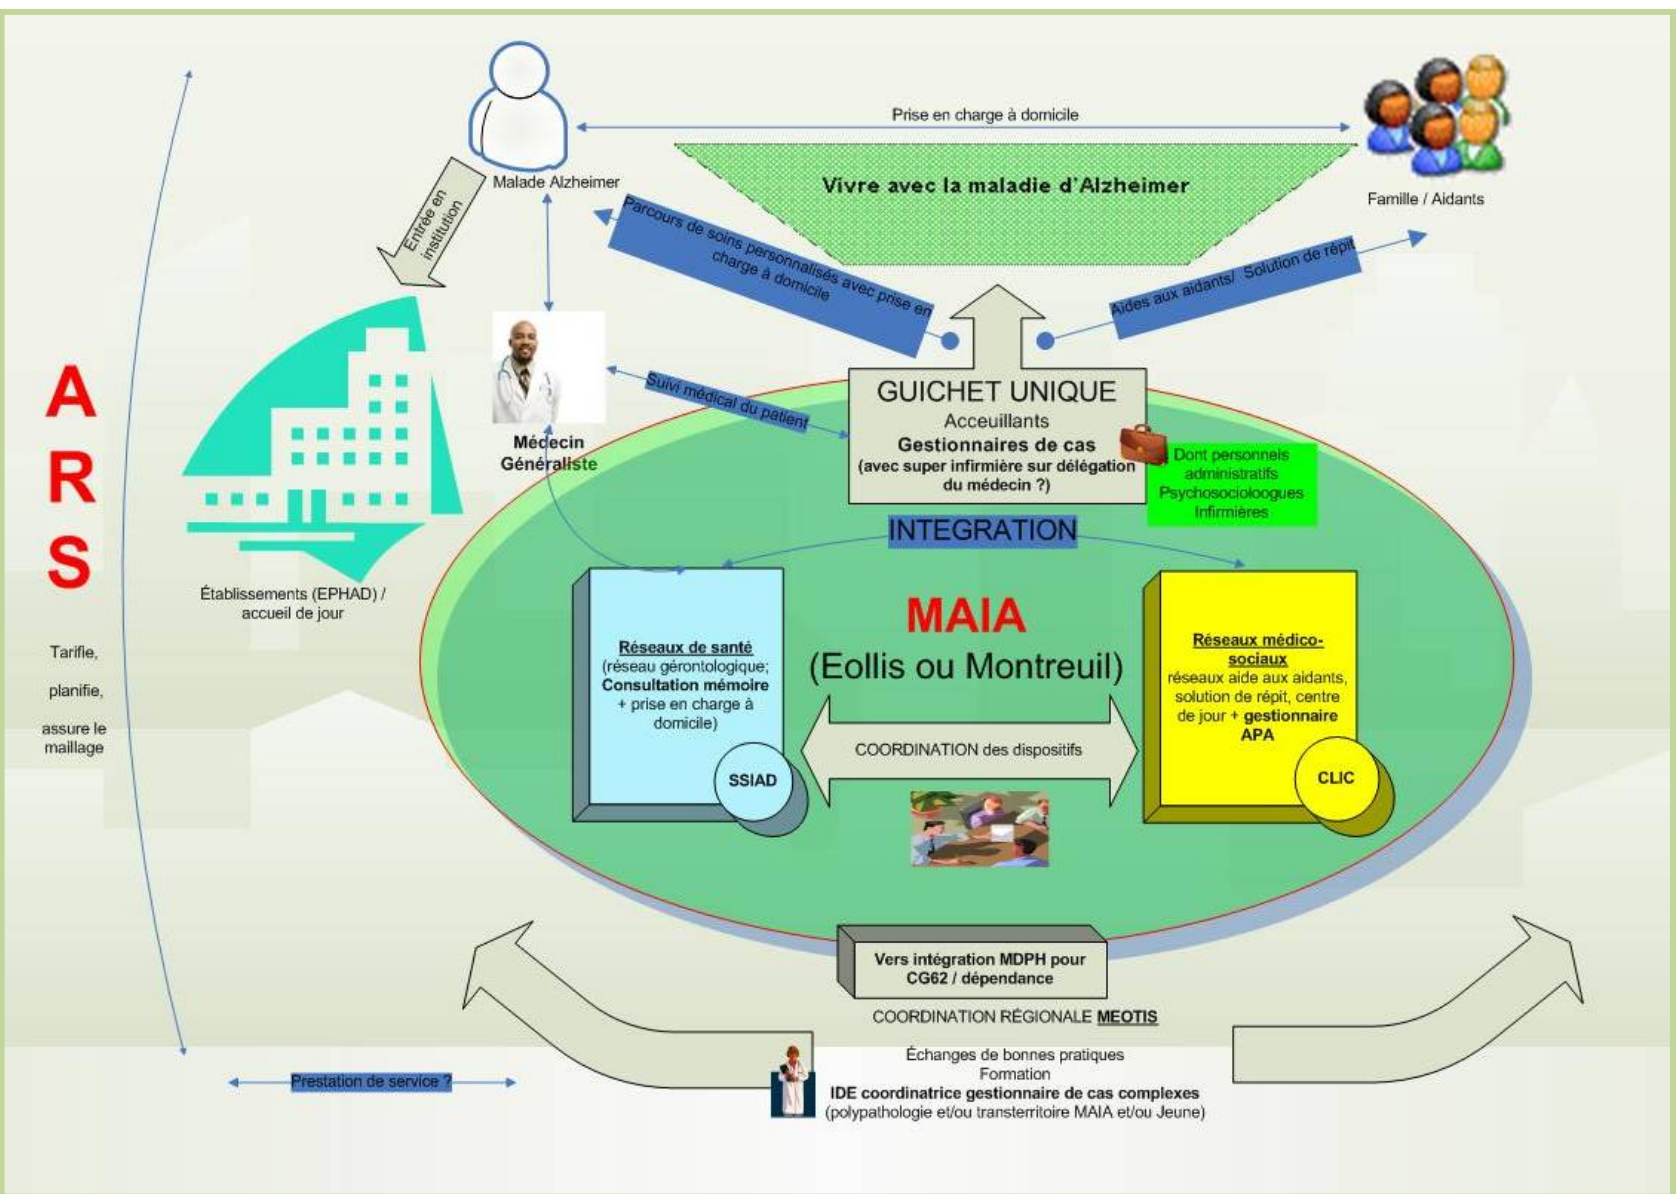 Prise en charge à domicile
Malade Alzheimer
Vivre avec la maladie d'Alzheimer
Famille / Aidants
Entrée en
institution
Parcours de soins personnalisés avec prise en
charge à domicile
Aides aux aidants/ Solution de répit
Suivi médical du patient
Médecin
Généraliste
GUICHET UNIQUE
Acceuillants
Gestionnaires de cas
(avec super infirmière sur délégation
du médecin ?)
Dont personnels
administratifs
Psychosocioloogues
Infirmières
INTEGRATION
A
R
S
Tarifie,
planifie,
assure le
maillage
Établissements (EPHAD) /
accueil de jour
MAIA
(Eollis ou Montreuil)
Réseaux de santé
(réseau gérontologique;
Consultation mémoire
+ prise en charge à
domicile)
SSIAD
COORDINATION des dispositifs
Réseaux médico-
sociaux
réseaux aide aux aidants,
solution de répit, centre
de jour + gestionnaire
APA
CLIC
Vers intégration MDPH pour
CG62 / dépendance
COORDINATION RÉGIONALE MEOTIS
Échanges de bonnes pratiques
Formation
IDE coordinatrice gestionnaire de cas complexes
(polypathologie et/ou transterritoire MAIA et/ou Jeune)
Prestation de service ?